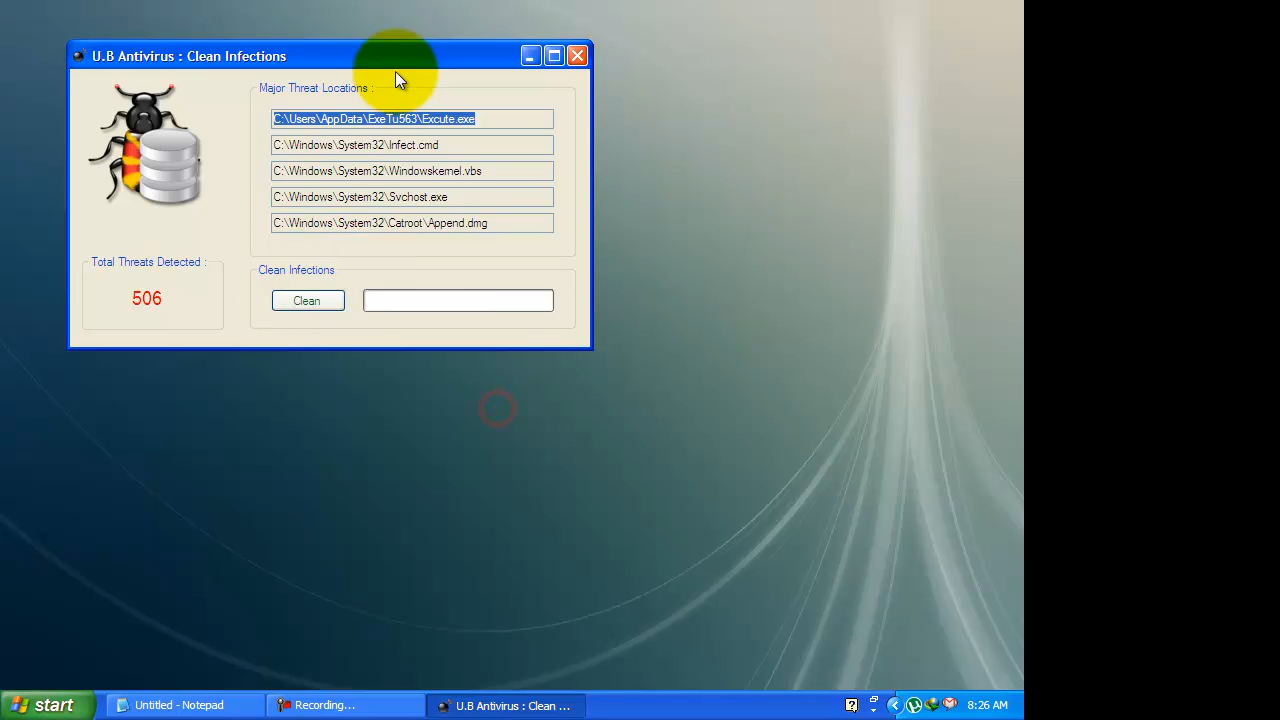 U.B Antivirus : Clean Infections
Major Threat Locations :
C:\Users\AppData\ExeTu563\Excute.exe
C:\Windows\System32\Infect.cmd
C:\Windows\System32\Windowskernel.vbs
C:\Windows\System32\Svchost.exe
C:\Windows\System32\Catroot\Append.dmg
Total Threats Detected :
506
Clean Infections
Clean
start
Untitled - Notepad
Recording...
U.B Antivirus : Clean ...
8:26 AM